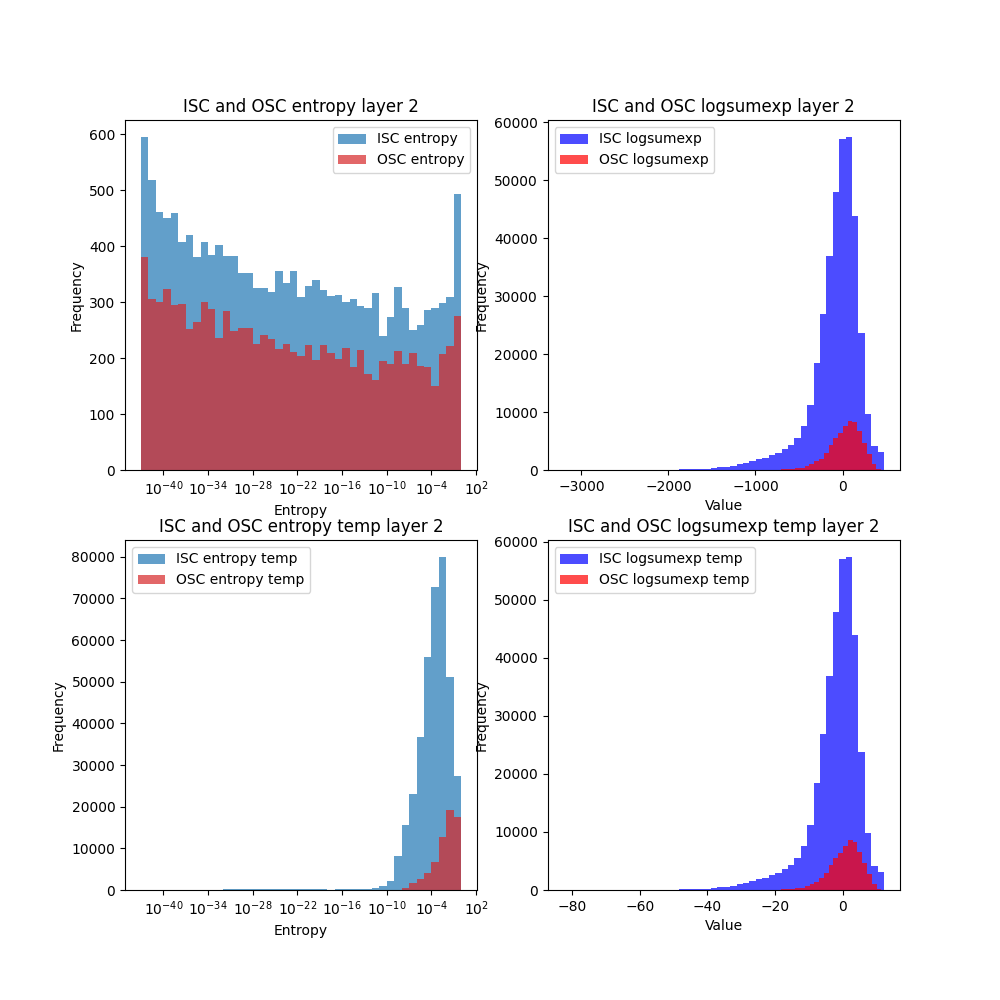 ISC and OSC entropy layer 2
ISC entropy
OSC entropy
Frequency
600
500
400
300
200
100
0
10⁻⁴⁰ 10⁻³⁴ 10⁻²⁸ 10⁻²² 10⁻¹⁶ 10⁻¹⁰ 10⁻⁴ 10²
Entropy
ISC and OSC logsumexp layer 2
ISC logsumexp
OSC logsumexp
Frequency
60000
50000
40000
30000
20000
10000
0
−3000 −2000 −1000 0
Value
ISC and OSC entropy temp layer 2
ISC entropy temp
OSC entropy temp
Frequency
80000
70000
60000
50000
40000
30000
20000
10000
0
10⁻⁴⁰ 10⁻³⁴ 10⁻²⁸ 10⁻²² 10⁻¹⁶ 10⁻¹⁰ 10⁻⁴ 10²
Entropy
ISC and OSC logsumexp temp layer 2
ISC logsumexp temp
OSC logsumexp temp
Frequency
60000
50000
40000
30000
20000
10000
0
−80 −60 −40 −20 0
Value